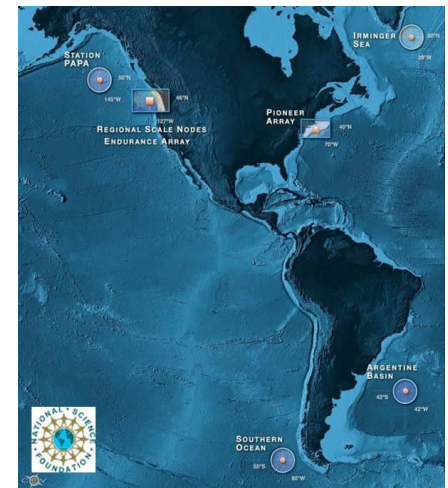 IRMINGER
SEA
60°N
39°W
STATION
PAPA
50°N
145°W
48°N
127°W
REGIONAL SCALE NODES
ENDURANCE ARRAY
PIONEER
ARRAY
40°N
70°W
ARGENTINE
BASIN
42°S
42°W
SOUTHERN
OCEAN
55°S
90°W
NATIONAL • SCIENCE
FOUNDATION